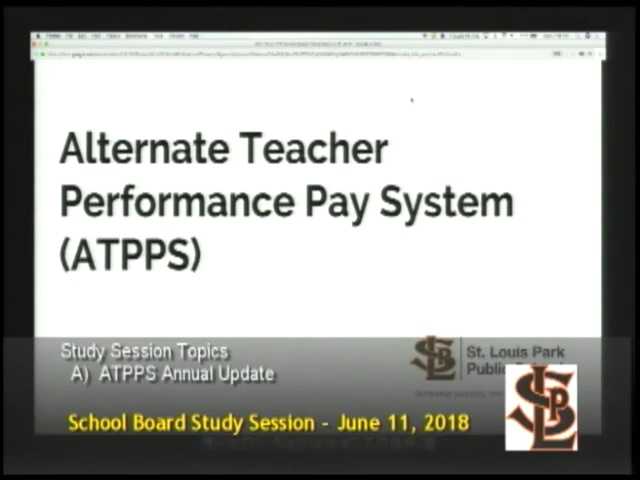 Alternate Teacher
Performance Pay System
(ATPPS)
Study Session Topics
A) ATPPS Annual Update
St. Louis Park
Public
School Board Study Session - June 11, 2018